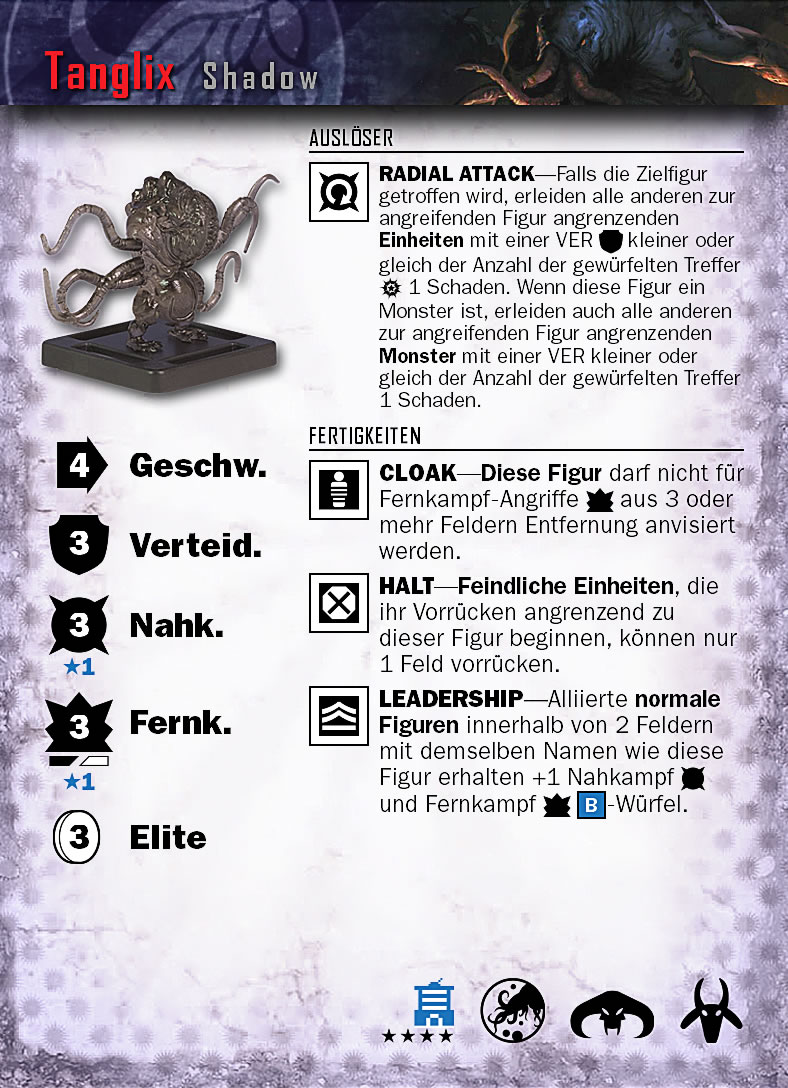 Tanglix Shadow
AUSLÖSER
RADIAL ATTACK—Falls die Zielfigur
getroffen wird, erleiden alle anderen zur
angreifenden Figur angrenzenden
Einheiten mit einer VER kleiner oder
gleich der Anzahl der gewürfelten Treffer
1 Schaden. Wenn diese Figur ein
Monster ist, erleiden auch alle anderen
zur angreifenden Figur angrenzenden
Monster mit einer VER kleiner oder
gleich der Anzahl der gewürfelten Treffer
1 Schaden.
4 Geschw.
3 Verteid.
3 Nahk.
★1
3 Fernk.
★1
3 Elite
FERTIGKEITEN
CLOAK—Diese Figur darf nicht für
Fernkampf-Angriffe aus 3 oder
mehr Feldern Entfernung anvisiert
werden.
HALT—Feindliche Einheiten, die
ihr Vorrücken angrenzend zu
dieser Figur beginnen, können nur
1 Feld vorrücken.
LEADERSHIP—Alliierte normale
Figuren innerhalb von 2 Feldern
mit demselben Namen wie diese
Figur erhalten +1 Nahkampf
und Fernkampf B-Würfel.
★★★★